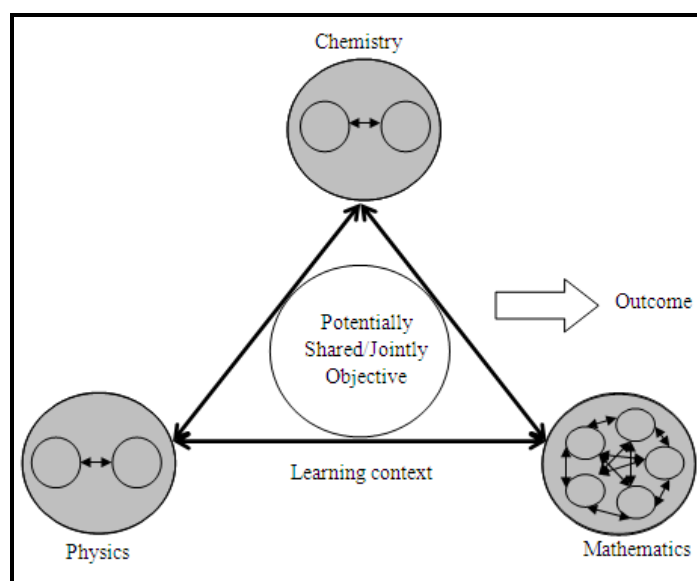 Chemistry
Potentially
Shared/Jointly
Objective
Outcome
Learning context
Physics
Mathematics